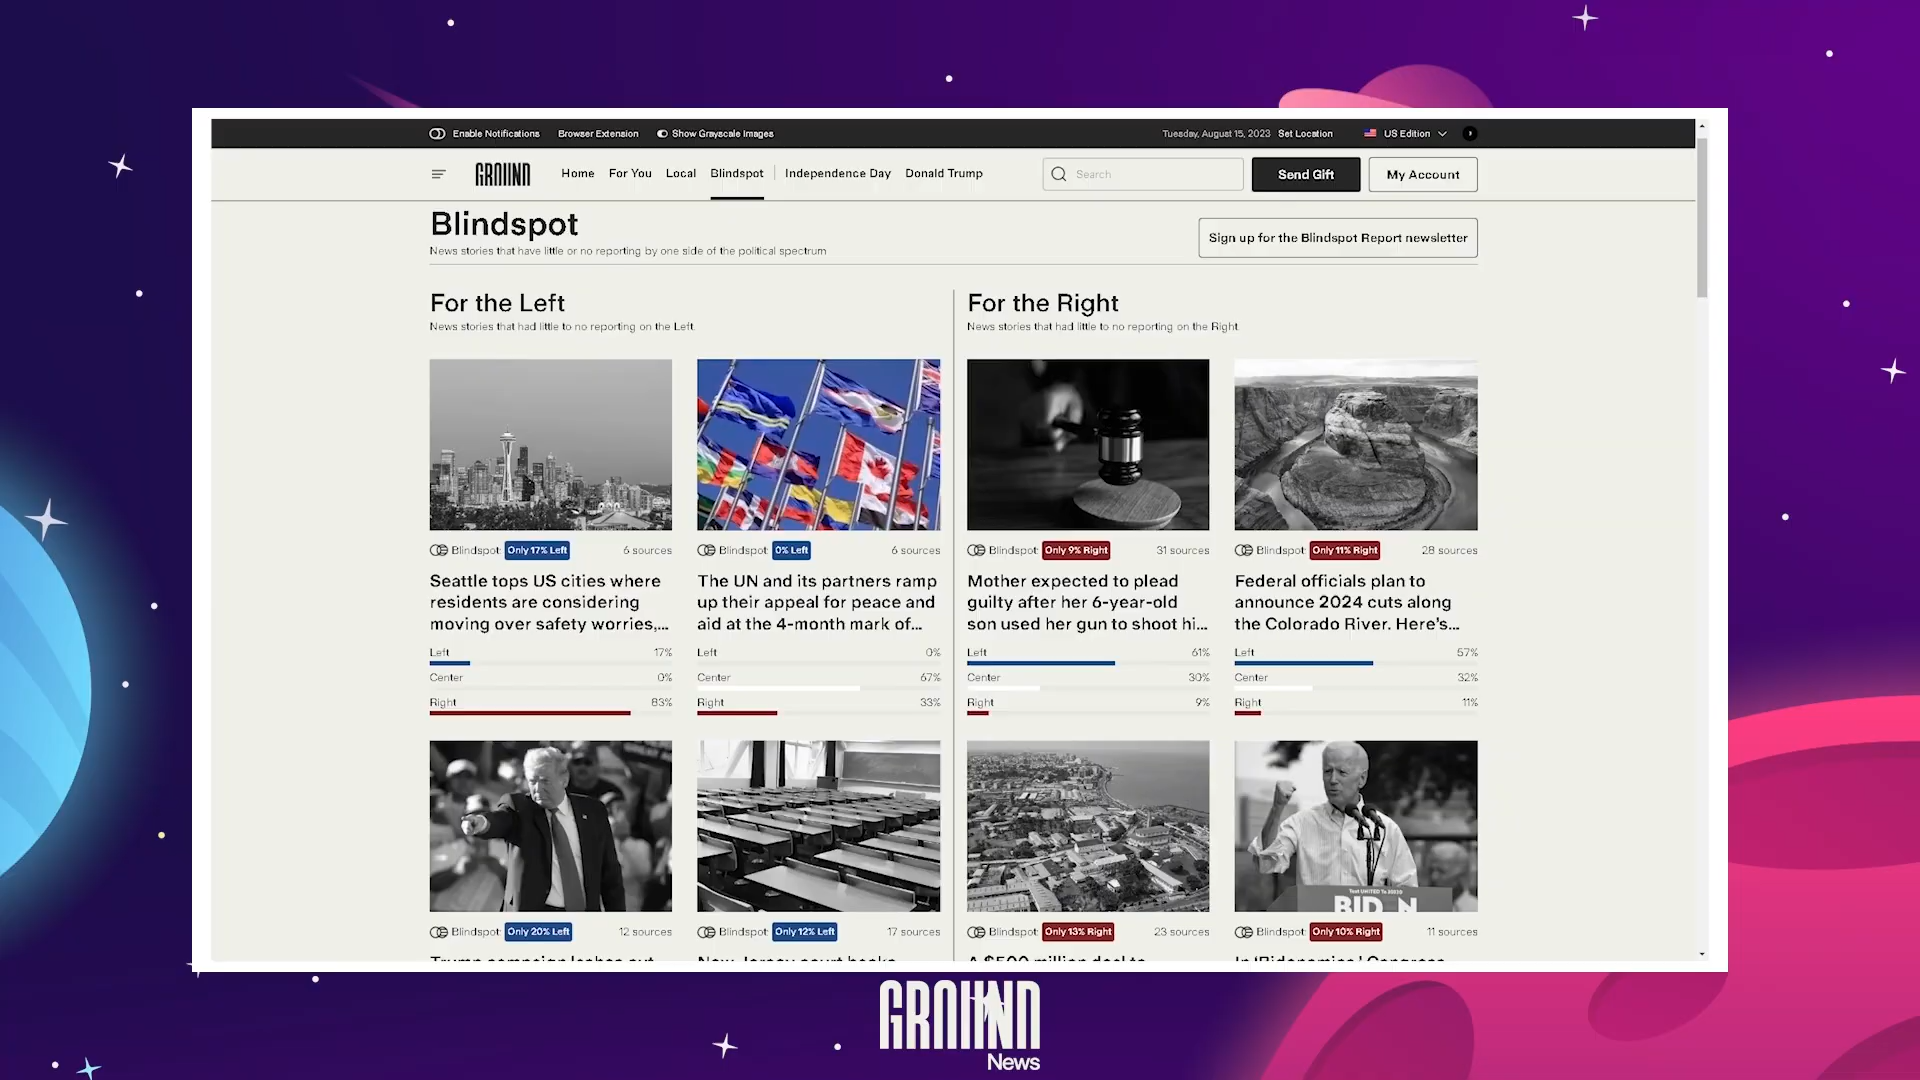 Enable Notifications Browser Extension Show Grayscale Images Tuesday, August 15, 2023 Set Location US Edition
GROUND Home For You Local Blindspot Independence Day Donald Trump Search Send Gift My Account
Blindspot
News stories that have little or no reporting by one side of the political spectrum
Sign up for the Blindspot Report newsletter
For the Left
News stories that had little to no reporting on the Left.
Blindspot: Only 17% Left 6 sources
Seattle tops US cities where
residents are considering
moving over safety worries,...
Left 17%
Center 0%
Right 83%
Blindspot: 0% Left 6 sources
The UN and its partners ramp
up their appeal for peace and
aid at the 4-month mark of...
Left 0%
Center 67%
Right 33%
Blindspot: Only 20% Left 12 sources
Trump campaign lashes out
Blindspot: Only 12% Left 17 sources
New Jersey court backs
For the Right
News stories that had little to no reporting on the Right.
Blindspot: Only 9% Right 31 sources
Mother expected to plead
guilty after her 6-year-old
son used her gun to shoot hi...
Left 61%
Center 30%
Right 9%
Blindspot: Only 11% Right 28 sources
Federal officials plan to
announce 2024 cuts along
the Colorado River. Here's...
Left 57%
Center 32%
Right 11%
Blindspot: Only 13% Right 23 sources
A $500 million deal to
Text UNITED To 30330
BID N
Blindspot: Only 10% Right 11 sources
In 'Bidenomics,' Congress
GROUND
News